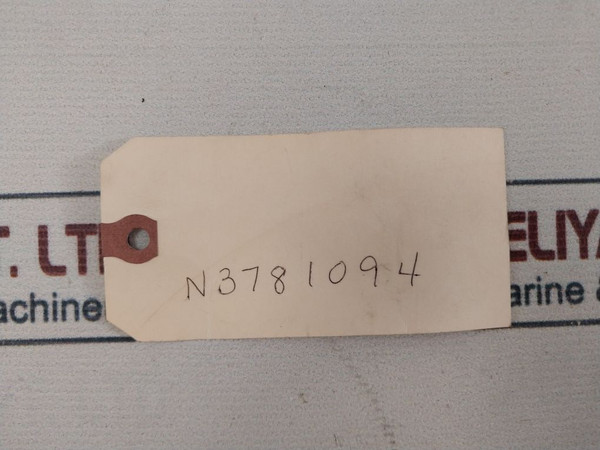 N3781094
T. LT
ELIYA
achine
arine &